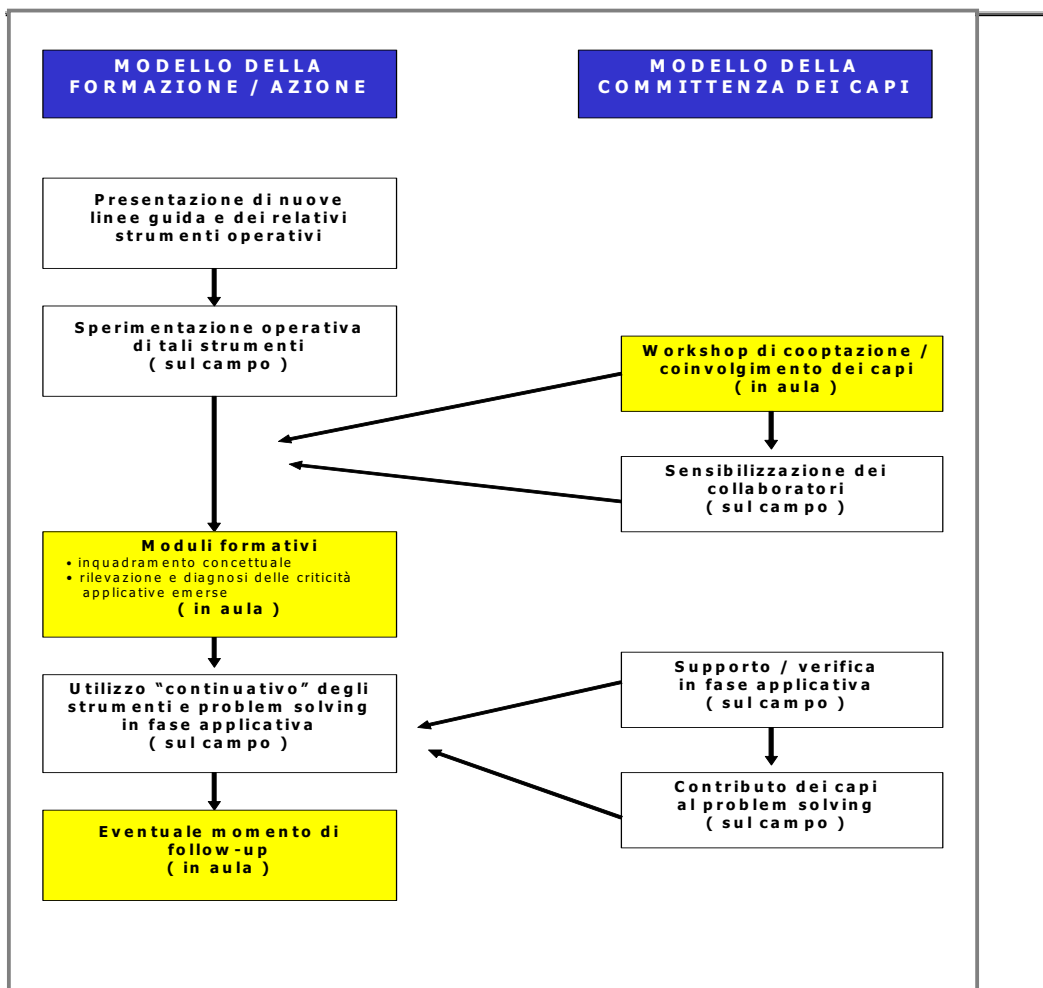 MODELLO DELLA
FORMAZIONE / AZIONE
MODELLO DELLA
COMMITTENZA DEI CAPI
Presentazione di nuove
linee guida e dei relativi
strumenti operativi
Sperimentazione operativa
di tali strumenti
( sul campo )
Workshop di cooptazione /
coinvolgimento dei capi
( in aula )
Sensibilizzazione dei
collaboratori
( sul campo )
Moduli formativi
• inquadramento concettuale
• rilevazione e diagnosi delle criticità
applicative emerse
( in aula )
Utilizzo “continuativo” degli
strumenti e problem solving
in fase applicativa
( sul campo )
Supporto / verifica
in fase applicativa
( sul campo )
Contributo dei capi
al problem solving
( sul campo )
Eventuale momento di
follow-up
( in aula )